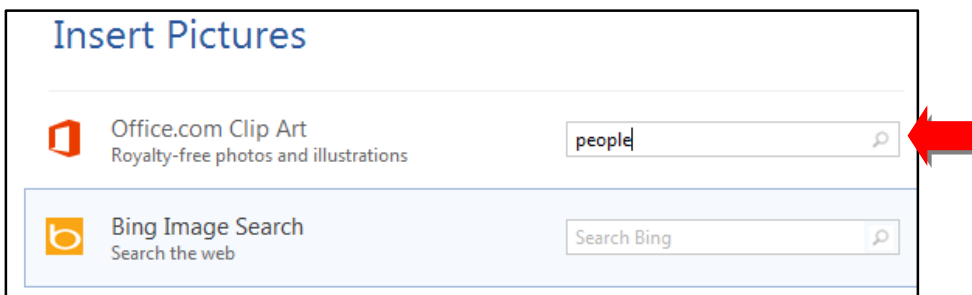 Insert Pictures
Office.com Clip Art
people
Royalty-free photos and illustrations
Bing Image Search
Search Bing
Search the web